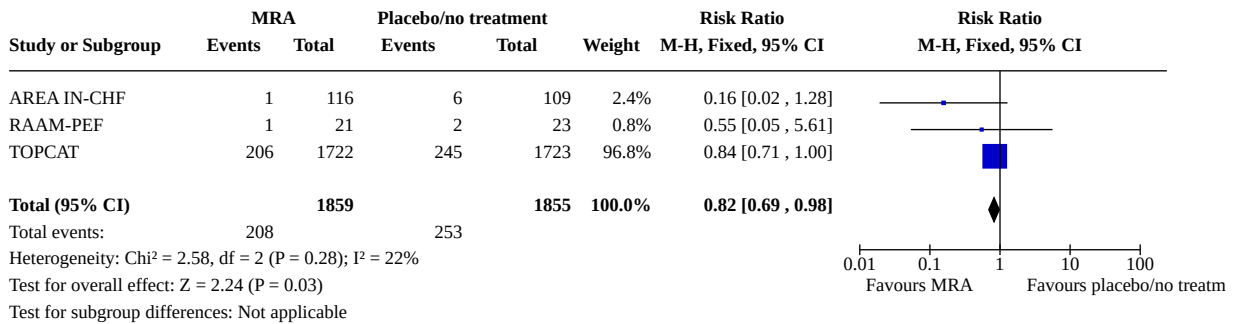 MRA Placebo/no treatment Risk Ratio Risk Ratio
Study or Subgroup Events Total Events Total Weight M-H, Fixed, 95% CI M-H, Fixed, 95% CI
AREA IN-CHF 1 116 6 109 2.4% 0.16 [0.02 , 1.28]
RAAM-PEF 1 21 2 23 0.8% 0.55 [0.05 , 5.61]
TOPCAT 206 1722 245 1723 96.8% 0.84 [0.71 , 1.00]
Total (95% CI) 1859 1855 100.0% 0.82 [0.69 , 0.98]
Total events: 208 253
Heterogeneity: Chi² = 2.58, df = 2 (P = 0.28); I² = 22%
0.01 0.1 1 10 100
Test for overall effect: Z = 2.24 (P = 0.03) Favours MRA Favours placebo/no treatm
Test for subgroup differences: Not applicable